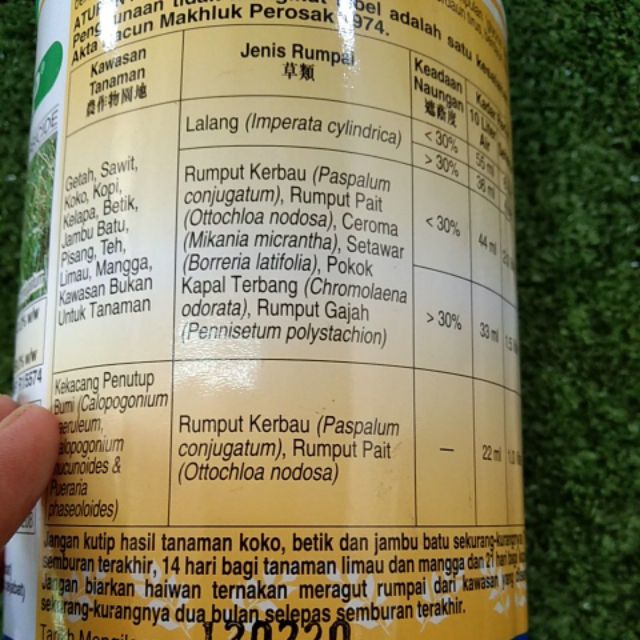 ATURAN
Penggunaan label adalah satu
Akta Racun Makhluk Perosak 1974.
Kawasan
Tanaman
農作物園地
Jenis Rumpai
草類
Keadaan
Naungan
遮蔭度
10 Liter
Air
Lalang (Imperata cylindrica)
< 30%
55 ml
> 30%
36 ml
Getah, Sawit,
Koko, Kopi,
Kelapa, Betik,
Jambu Batu,
Pisang, Teh,
Limau, Mangga,
Kawasan Bukan
Untuk Tanaman
Rumput Kerbau (Paspalum
conjugatum), Rumput Pait
(Ottochloa nodosa), Ceroma
(Mikania micrantha), Setawar
(Borreria latifolia), Pokok
Kapal Terbang (Chromolaena
odorata), Rumput Gajah
(Pennisetum polystachion)
< 30%
44 ml
> 30%
33 ml
Kekacang Penutup
Bumi (Calopogonium
Pueraria
phaseoloides)
Rumput Kerbau (Paspalum
conjugatum), Rumput Pait
(Ottochloa nodosa)
—
22 ml
Jangan kutip hasil tanaman koko, betik dan jambu batu sekurang-kurangnya
semburan terakhir, 14 hari bagi tanaman limau dan mangga dan 21 hari bagi
Jangan biarkan haiwan ternakan meragut rumpai dari kawasan yang
sekurang-kurangnya dua bulan selepas semburan terakhir.